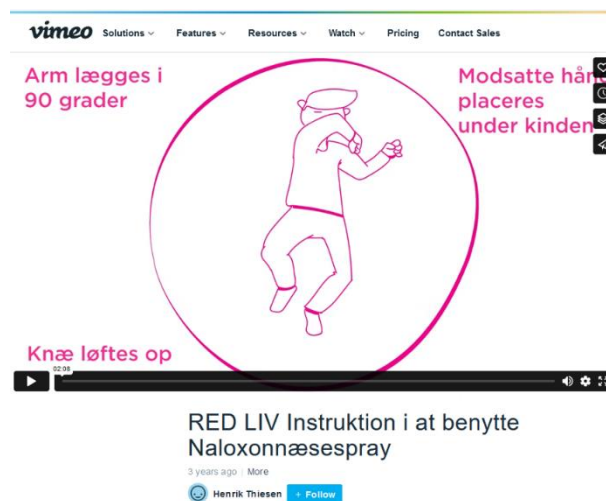 vimeo Solutions Features Resources Watch Pricing Contact Sales
Arm lægges i
90 grader
Modsatte hånd
placeres
under kinden
Knæ løftes op
02:08
RED LIV Instruktion i at benytte
Naloxonnæsespray
3 years ago | More
Henrik Thiesen + Follow